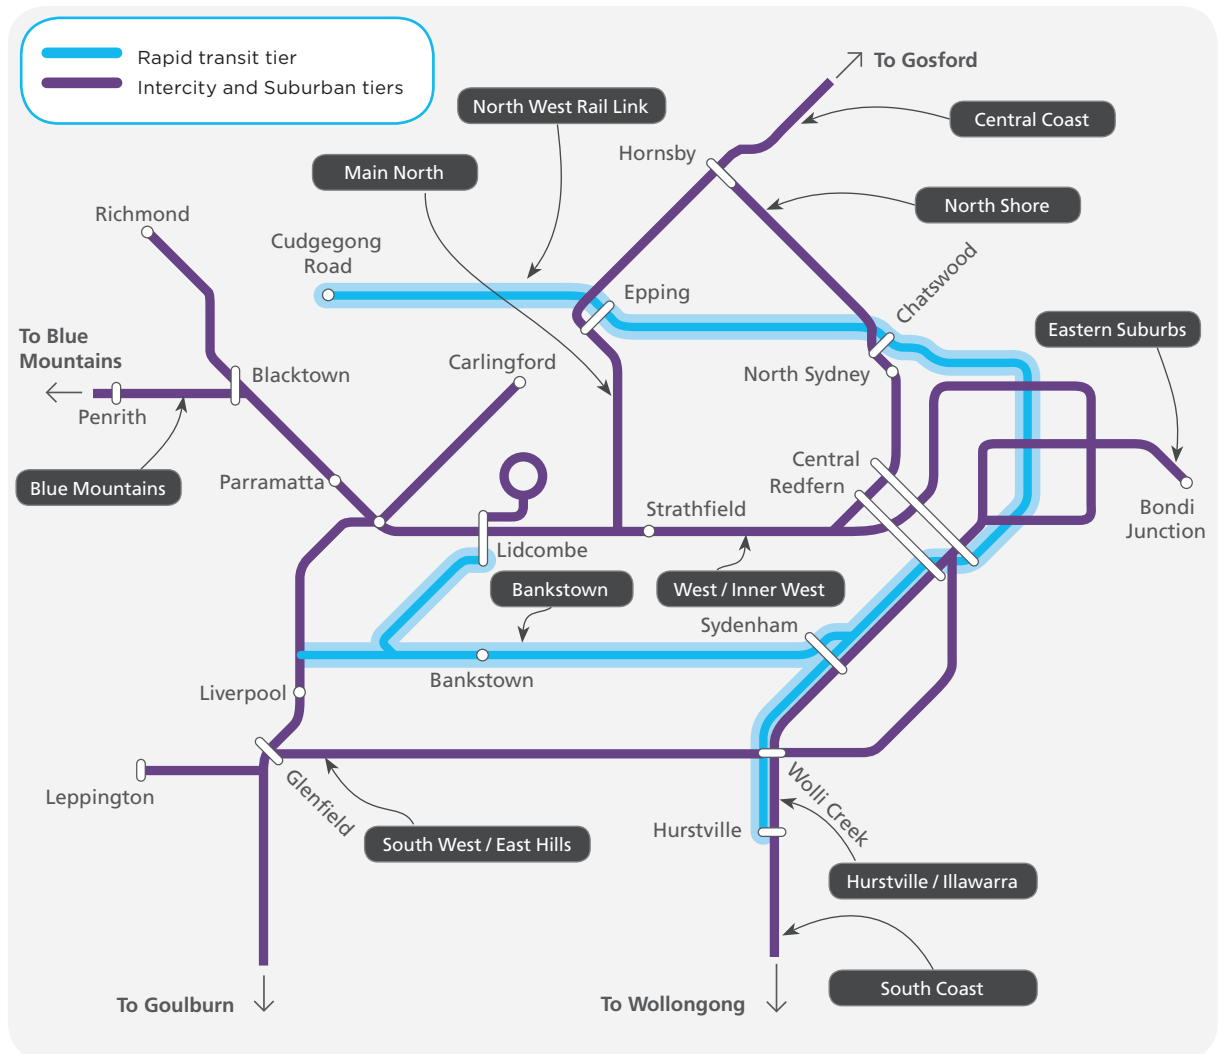 Rapid transit tier
Intercity and Suburban tiers
To Gosford
North West Rail Link
Central Coast
Hornsby
Main North
North Shore
Richmond
Cudgegong
Road
Chatswood
Epping
To Blue
Mountains
Eastern Suburbs
Carlingford
Blacktown
North Sydney
Penrith
Central
Parramatta
Redfern
Blue Mountains
Strathfield
Bondi
Junction
Lidcombe
Bankstown
West / Inner West
Sydenham
Bankstown
Liverpool
Glenfield
Wolli Creek
Leppington
Hurstville
South West / East Hills
Hurstville / Illawarra
South Coast
To Goulburn
To Wollongong